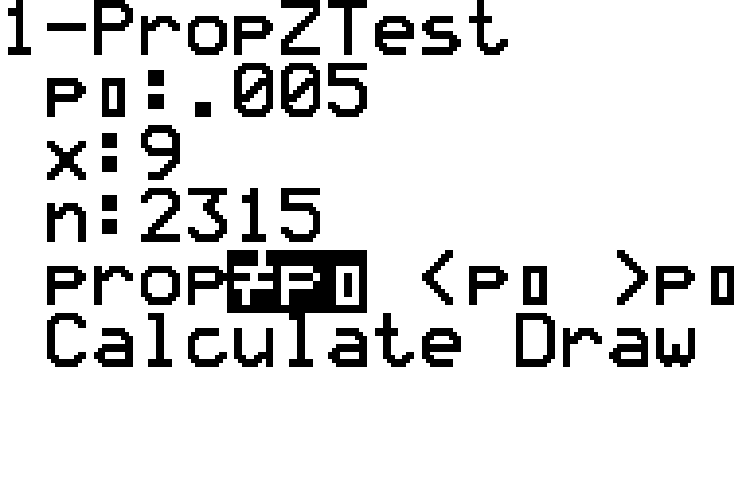 1-PropZTest
p₀:.005
x:9
n:2315
prop≠p₀ <p₀ >p₀
Calculate Draw